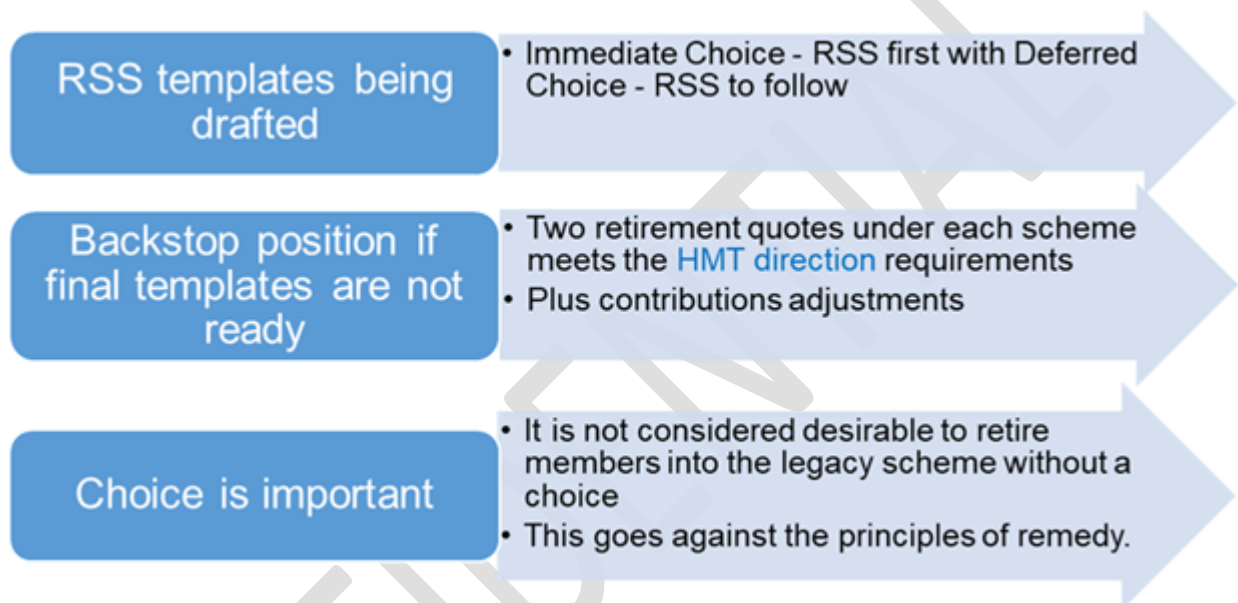 RSS templates being
drafted
• Immediate Choice - RSS first with Deferred
Choice - RSS to follow
Backstop position if
final templates are not
ready
• Two retirement quotes under each scheme
meets the HMT direction requirements
• Plus contributions adjustments
Choice is important
• It is not considered desirable to retire
members into the legacy scheme without a
choice
• This goes against the principles of remedy.